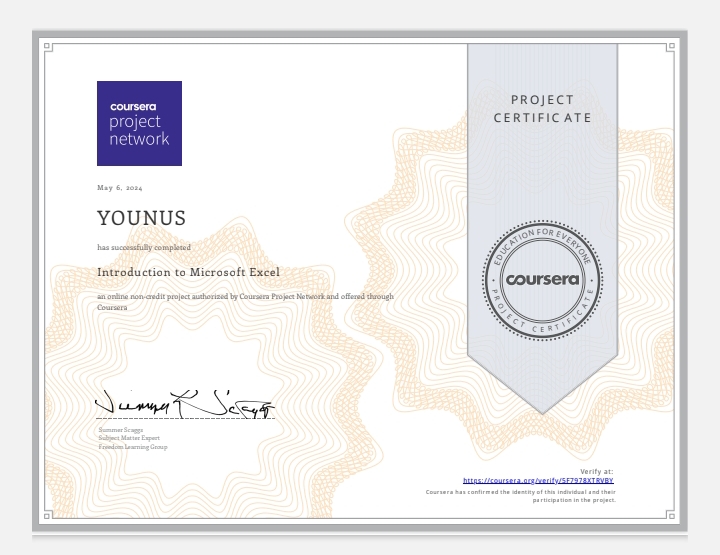 coursera
project
network
PROJECT
CERTIFICATE
May 6, 2024
YOUNUS
has successfully completed
Introduction to Microsoft Excel
an online non-credit project authorized by Coursera Project Network and offered through
Coursera
EDUCATION FOR EVERYONE
coursera
PROJECT CERTIFICATE
Summer Scaggs
Subject Matter Expert
Freedom Learning Group
Verify at:
https://coursera.org/verify/5F7978XTRVBY
Coursera has confirmed the identity of this individual and their
participation in the project.